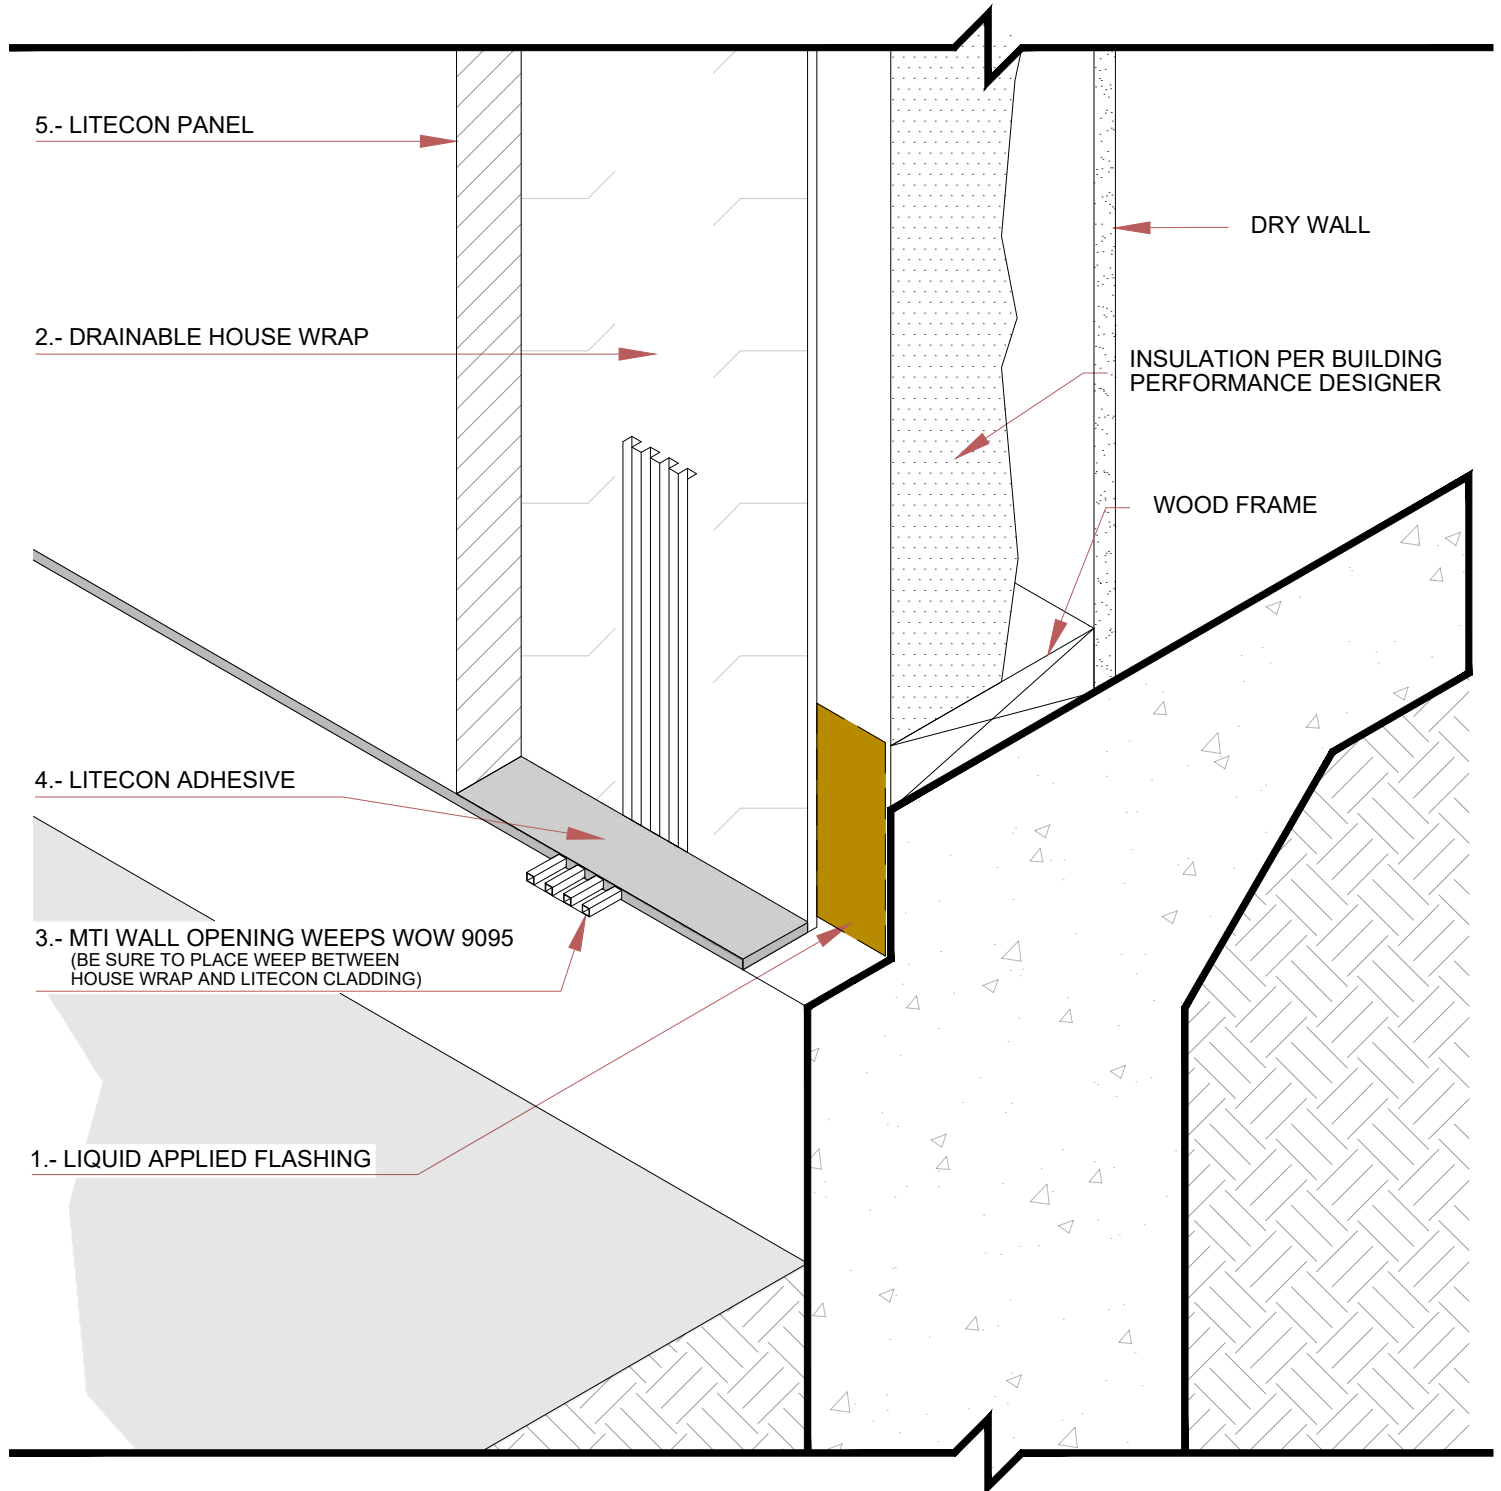 5.- LITECON PANEL
DRY WALL
2.- DRAINABLE HOUSE WRAP
INSULATION PER BUILDING
PERFORMANCE DESIGNER
WOOD FRAME
4.- LITECON ADHESIVE
3.- MTI WALL OPENING WEEPS WOW 9095
(BE SURE TO PLACE WEEP BETWEEN
HOUSE WRAP AND LITECON CLADDING)
1.- LIQUID APPLIED FLASHING